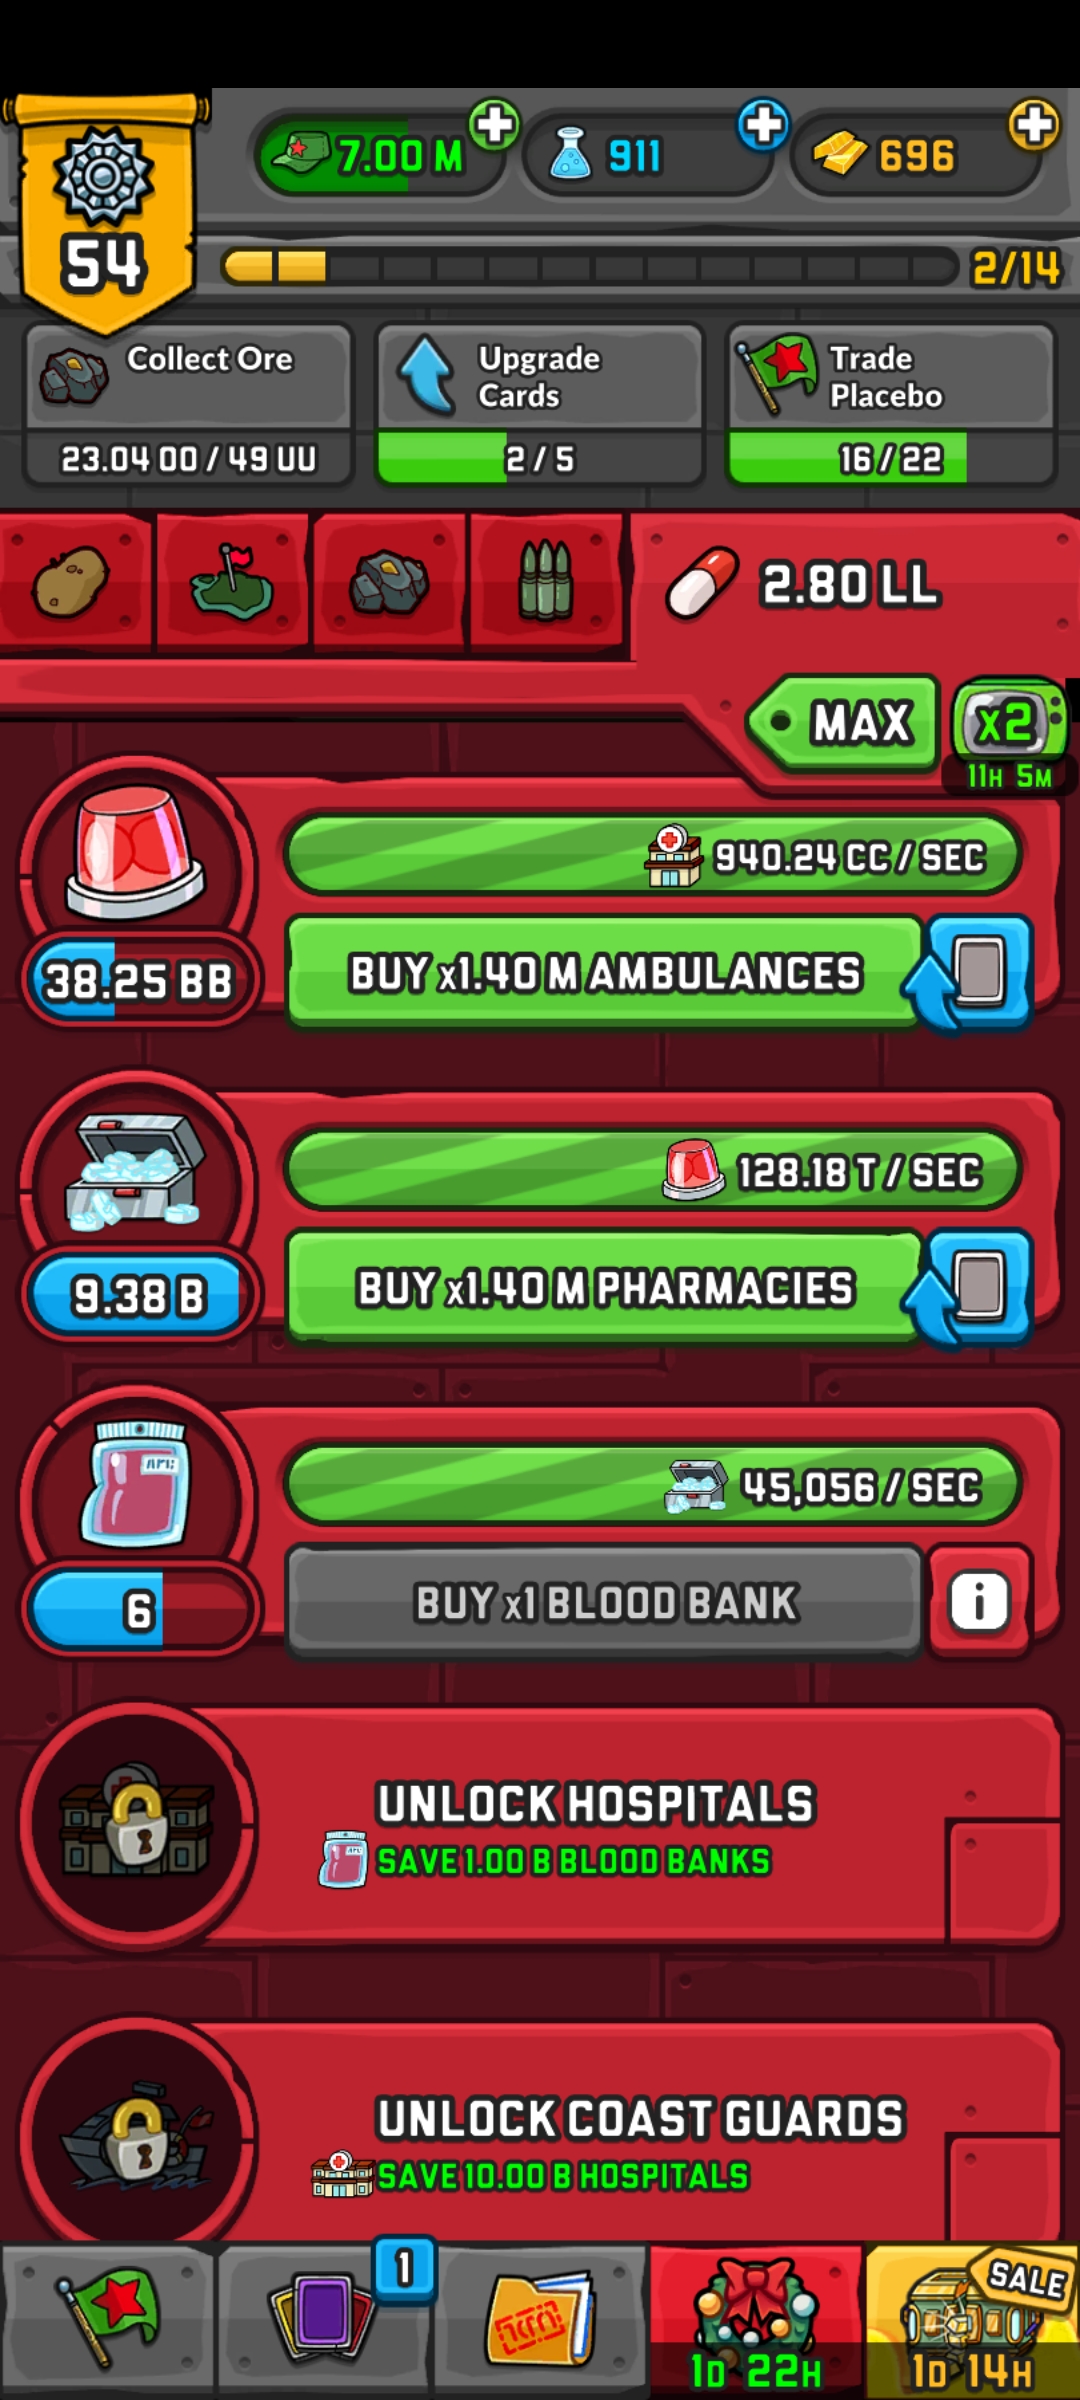 7.00 M
911
696
54
2/14
Collect Ore
23.04 OO / 49 UU
Upgrade
Cards
2 / 5
Trade
Placebo
16 / 22
2.80 LL
MAX
x2
11H 5M
940.24 CC / SEC
38.25 BB
BUY x1.40 M AMBULANCES
128.18 T / SEC
9.38 B
BUY x1.40 M PHARMACIES
45,056 / SEC
6
BUY x1 BLOOD BANK
i
UNLOCK HOSPITALS
SAVE 1.00 B BLOOD BANKS
UNLOCK COAST GUARDS
SAVE 10.00 B HOSPITALS
1
SALE
1D 22H
1D 14H